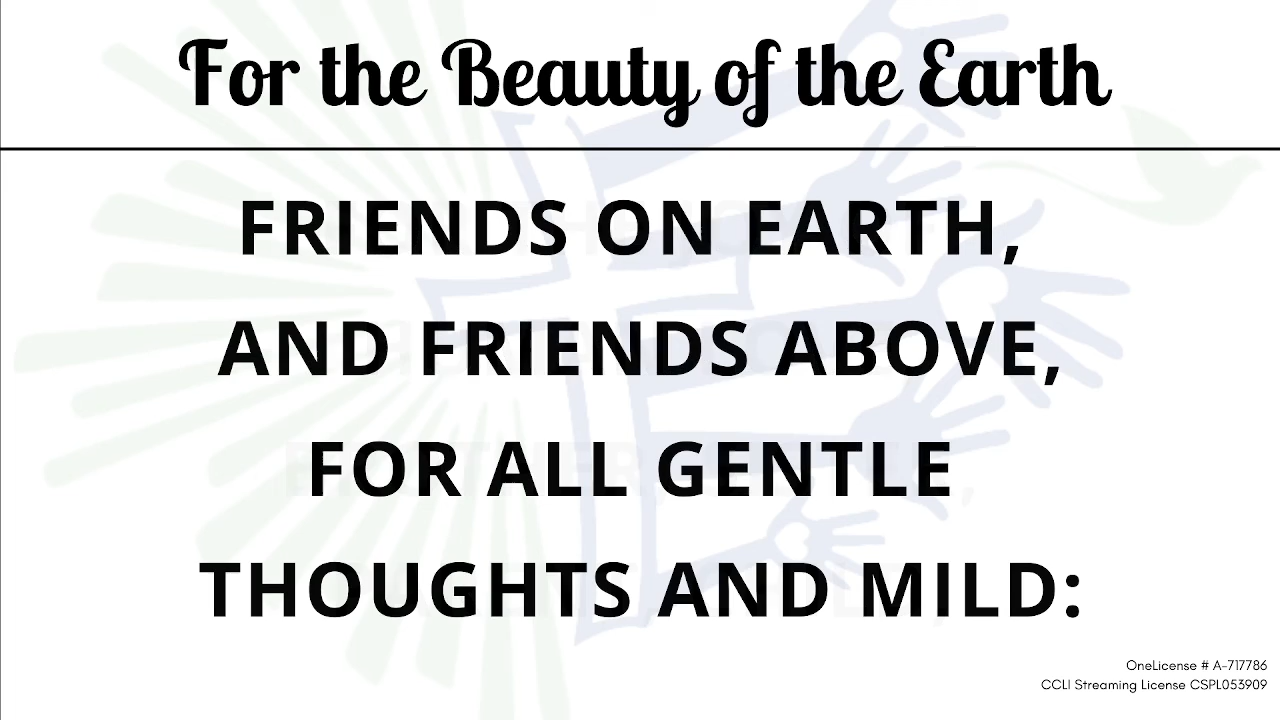 For the Beauty of the Earth
FRIENDS ON EARTH,
AND FRIENDS ABOVE,
FOR ALL GENTLE
THOUGHTS AND MILD:
OneLicense # A-717786
CCLI Streaming License CSPL053909